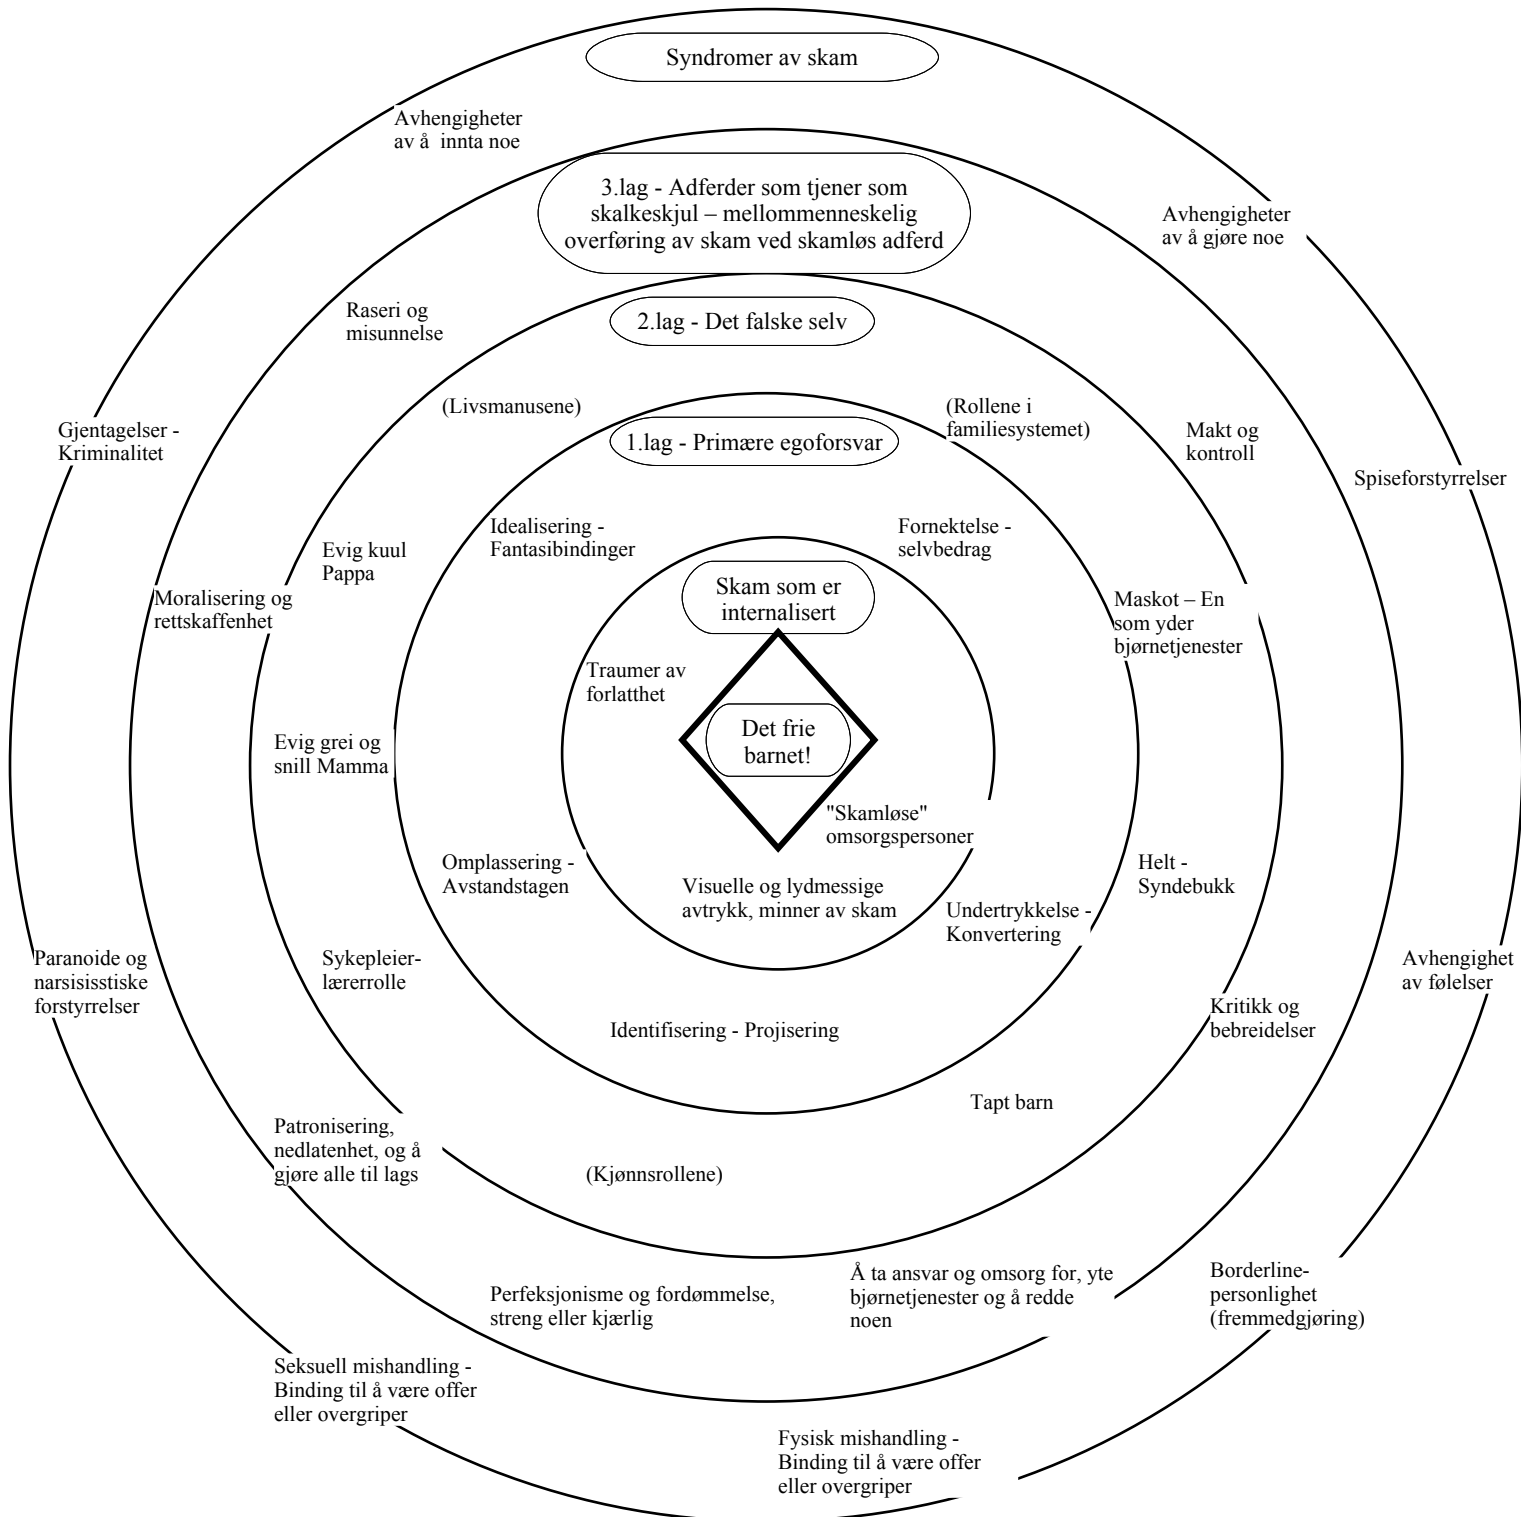 Syndromer av skam
Avhengigheter
av å  innta noe
3.lag - Adferder som tjener som
skalkeskjul – mellommenneskelig
overføring av skam ved skamløs adferd
Avhengigheter
av å gjøre noe
Raseri og
misunnelse
2.lag - Det falske selv
(Livsmanusene)
(Rollene i
familiesystemet)
Gjentagelser -
Kriminalitet
1.lag - Primære egoforsvar
Makt og
kontroll
Spiseforstyrrelser
Idealisering -
Fantasibindinger
Fornektelse -
selvbedrag
Evig kuul
Pappa
Skam som er
internalisert
Moralisering og
rettskaffenhet
Maskot – En
som yder
bjørnetjenester
Traumer av
forlatthet
Det frie
barnet!
Evig grei og
snill Mamma
"Skamløse"
omsorgspersoner
Omplassering -
Avstandstagen
Helt -
Syndebukk
Visuelle og lydmessige
avtrykk, minner av skam
Undertrykkelse -
Konvertering
Paranoide og
narsisisstiske
forstyrrelser
Sykepleier-
lærerrolle
Avhengighet
av følelser
Kritikk og
bebreidelser
Identifisering - Projisering
Tapt barn
Patronisering,
nedlatenhet, og å
gjøre alle til lags
(Kjønnsrollene)
Å ta ansvar og omsorg for, yte
bjørnetjenester og å redde
noen
Borderline-
personlighet
(fremmedgjøring)
Perfeksjonisme og fordømmelse,
streng eller kjærlig
Seksuell mishandling -
Binding til å være offer
eller overgriper
Fysisk mishandling -
Binding til å være offer
eller overgriper